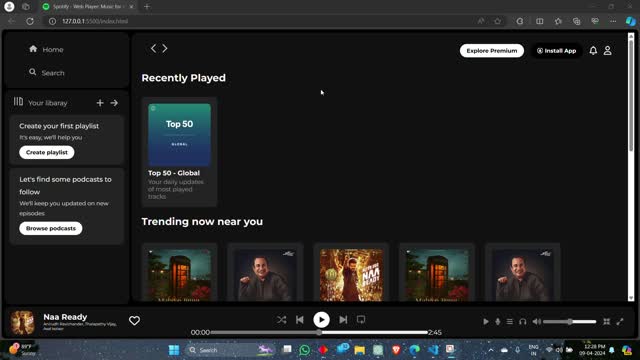 Spotify - Web Player: Music for
127.0.0.1:5500/index.html
Home
Search
Your libaray
Create your first playlist
It's easy, we'll help you
Create playlist
Let's find some podcasts to
follow
We'll keep you updated on new
episodes
Browse podcasts
Explore Premium
Install App
Recently Played
Top 50
GLOBAL
Top 50 - Global
Your daily updates
of most played
tracks
Trending now near you
NAA
READY
Naa Ready
Anirudh Ravichander, Thalapathy Vijay,
Asal kolaar
00:00
2:45
89°F
Sunny
Search
ENG
IN
12:28 PM
09-04-2024